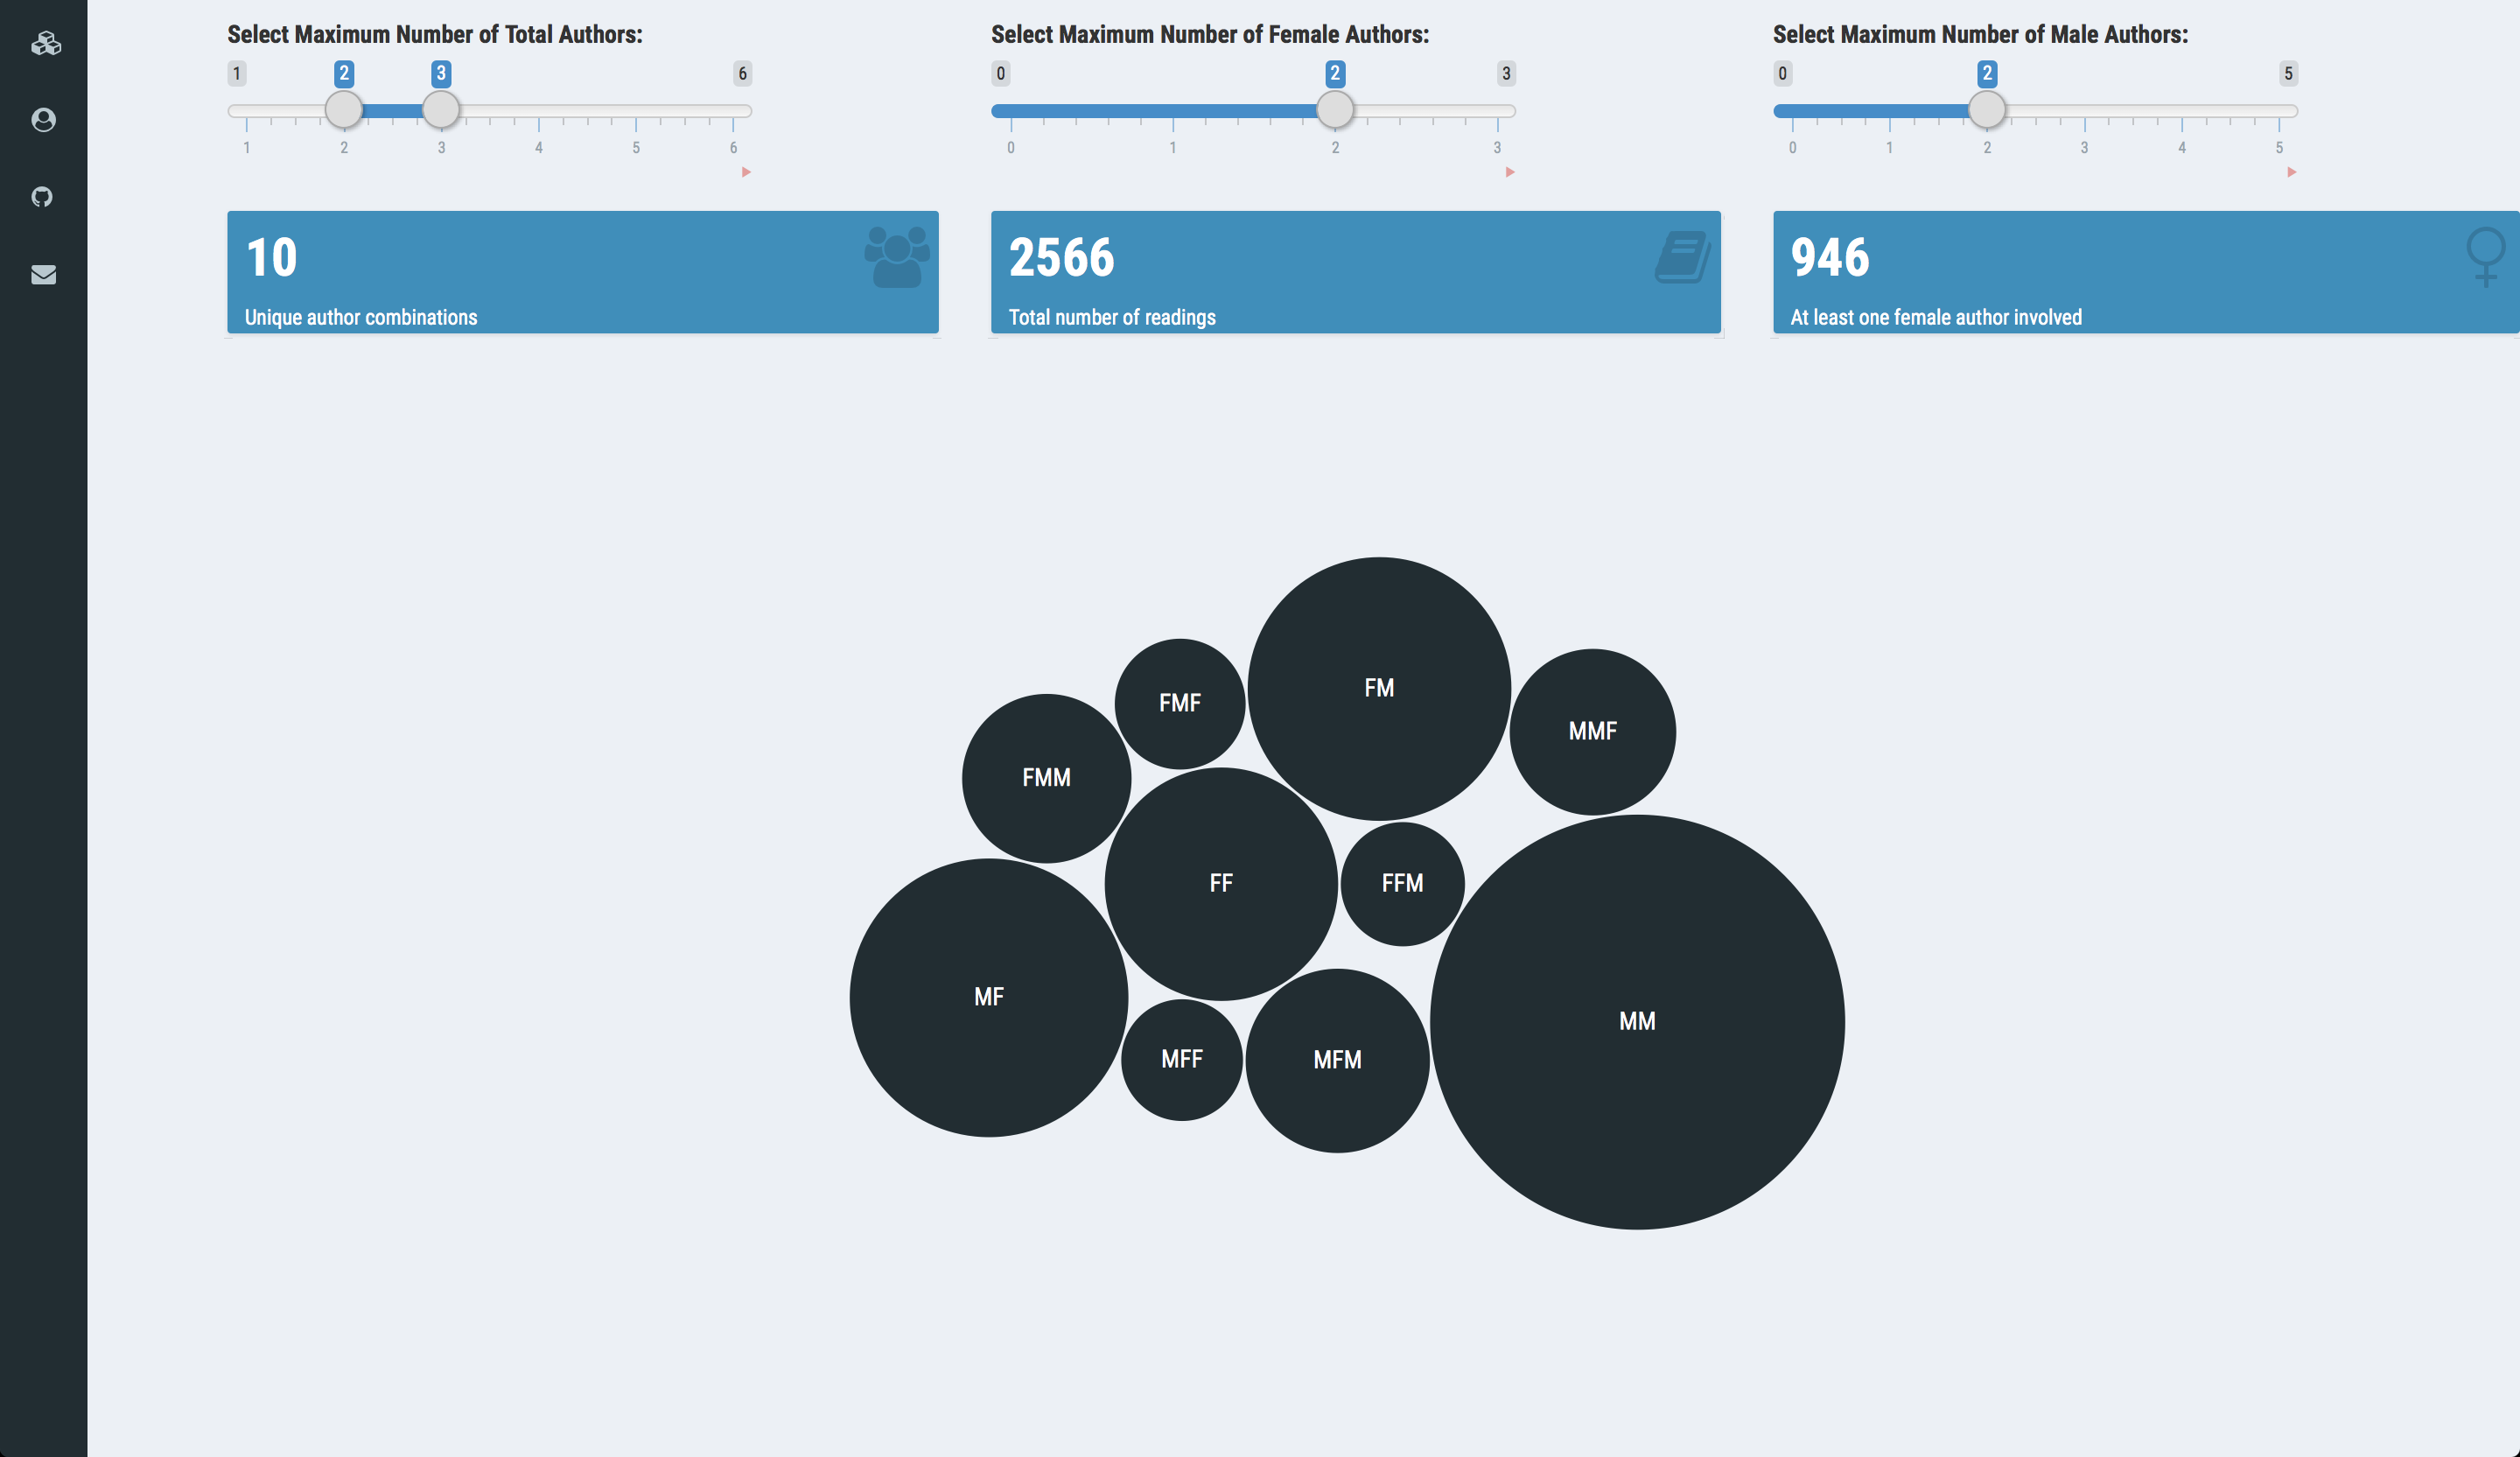 Select Maximum Number of Total Authors:
1 2 3 6
1 2 3 4 5 6
Select Maximum Number of Female Authors:
0 2 3
0 1 2 3
Select Maximum Number of Male Authors:
0 2 5
0 1 2 3 4 5
10
Unique author combinations
2566
Total number of readings
946
At least one female author involved
FM
FMF
MMF
FMM
FF
FFM
MF
MM
MFF
MFM